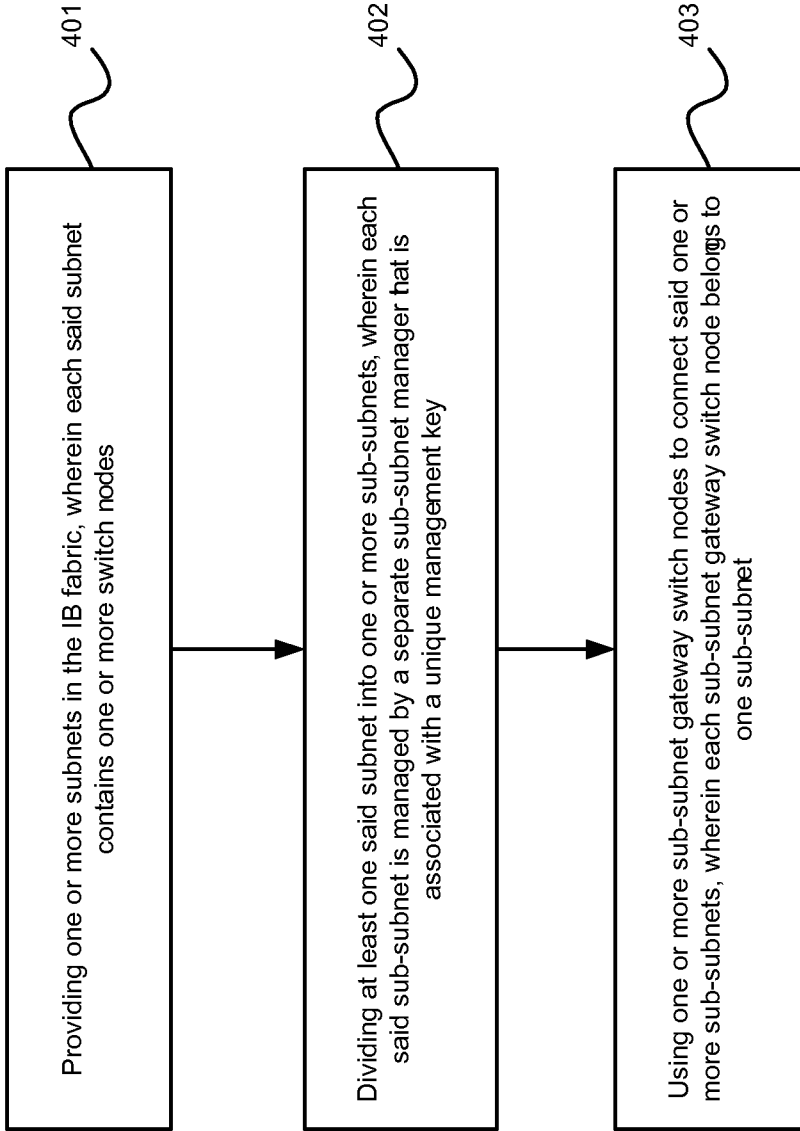 Providing one or more subnets in the IB fabric, wherein each said subnet
contains one or more switch nodes
401
Dividing at least one said subnet into one or more sub-subnets, wherein each
said sub-subnet is managed by a separate sub-subnet manager that is
associated with a unique management key
402
Using one or more sub-subnet gateway switch nodes to connect said one or
more sub-subnets, wherein each sub-subnet gateway switch node belongs to
one sub-subnet
403